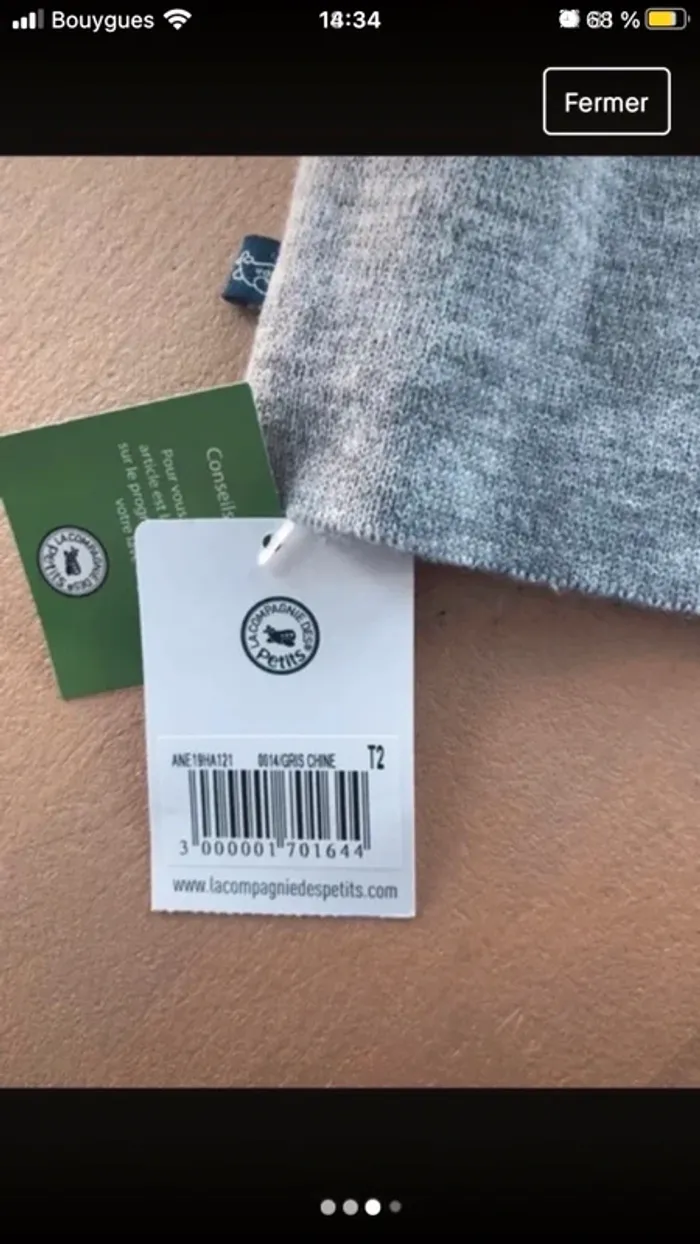 Bouygues 18:34 68 %
Fermer
Conseils
Pour vous
article est
sur le prog
votre
LA COMPAGNIE DES
Petits
LA COMPAGNIE DES
Petits
ANE19HA121 0014/GRIS CHINE T2
3 000001 701644
www.lacompagniedespetits.com